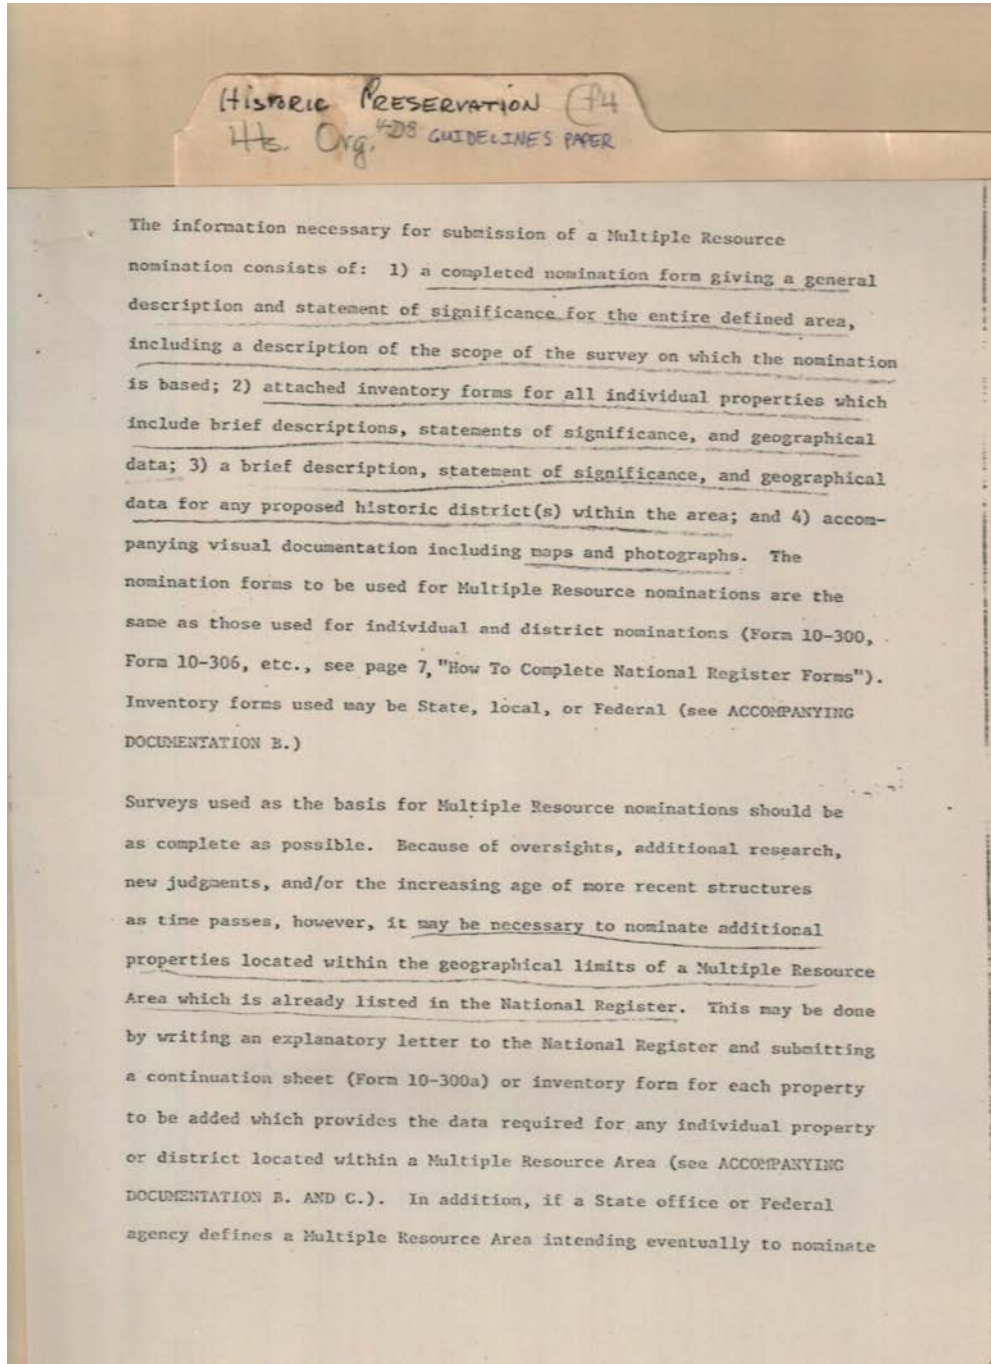 HISTORIC PRESERVATION
Hs. Org. 4-D8 GUIDELINES PAPER
The information necessary for submission of a Multiple Resource
nomination consists of: 1) a completed nomination form giving a general
description and statement of significance for the entire defined area,
including a description of the scope of the survey on which the nomination
is based; 2) attached inventory forms for all individual properties which
include brief descriptions, statements of significance, and geographical
data; 3) a brief description, statement of significance, and geographical
data for any proposed historic district(s) within the area; and 4) accom-
panying visual documentation including maps and photographs. The
nomination forms to be used for Multiple Resource nominations are the
same as those used for individual and district nominations (Form 10-300,
Form 10-306, etc., see page 7, "How To Complete National Register Forms").
Inventory forms used may be State, local, or Federal (see ACCOMPANYING
DOCUMENTATION B.)
Surveys used as the basis for Multiple Resource nominations should be
as complete as possible. Because of oversights, additional research,
new judgments, and/or the increasing age of more recent structures
as time passes, however, it may be necessary to nominate additional
properties located within the geographical limits of a Multiple Resource
Area which is already listed in the National Register. This may be done
by writing an explanatory letter to the National Register and submitting
a continuation sheet (Form 10-300a) or inventory form for each property
to be added which provides the data required for any individual property
or district located within a Multiple Resource Area (see ACCOMPANYING
DOCUMENTATION B. AND C.). In addition, if a State office or Federal
agency defines a Multiple Resource Area intending eventually to nominate